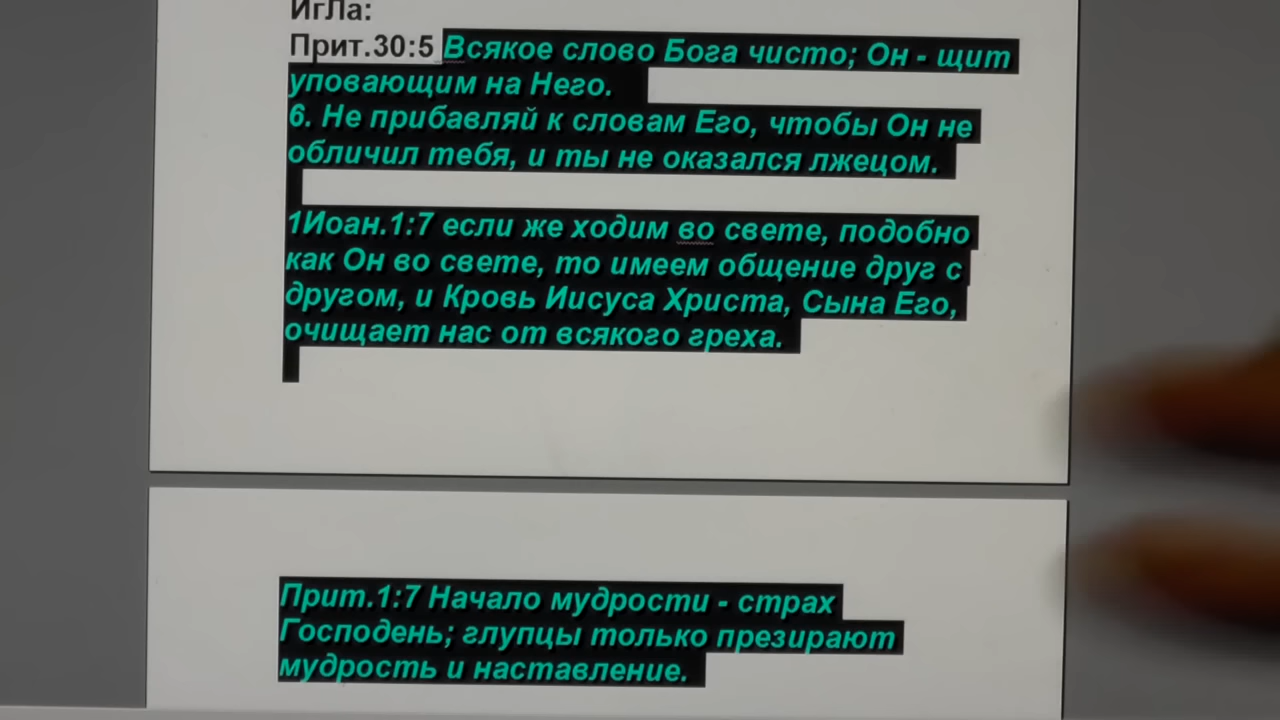 ИгЛа:
Прит.30:5 Всякое слово Бога чисто; Он - щит
уповающим на Него.
6. Не прибавляй к словам Его, чтобы Он не
обличил тебя, и ты не оказался лжецом.
1Иоан.1:7 если же ходим во свете, подобно
как Он во свете, то имеем общение друг с
другом, и Кровь Иисуса Христа, Сына Его,
очищает нас от всякого греха.
Прит.1:7 Начало мудрости - страх
Господень; глупцы только презирают
мудрость и наставление.